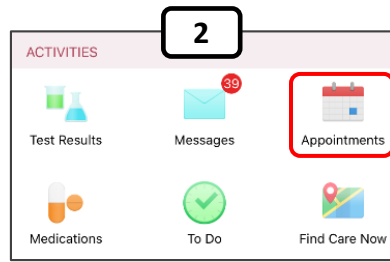 2
ACTIVITIES
39
Test Results Messages Appointments
Medications To Do Find Care Now